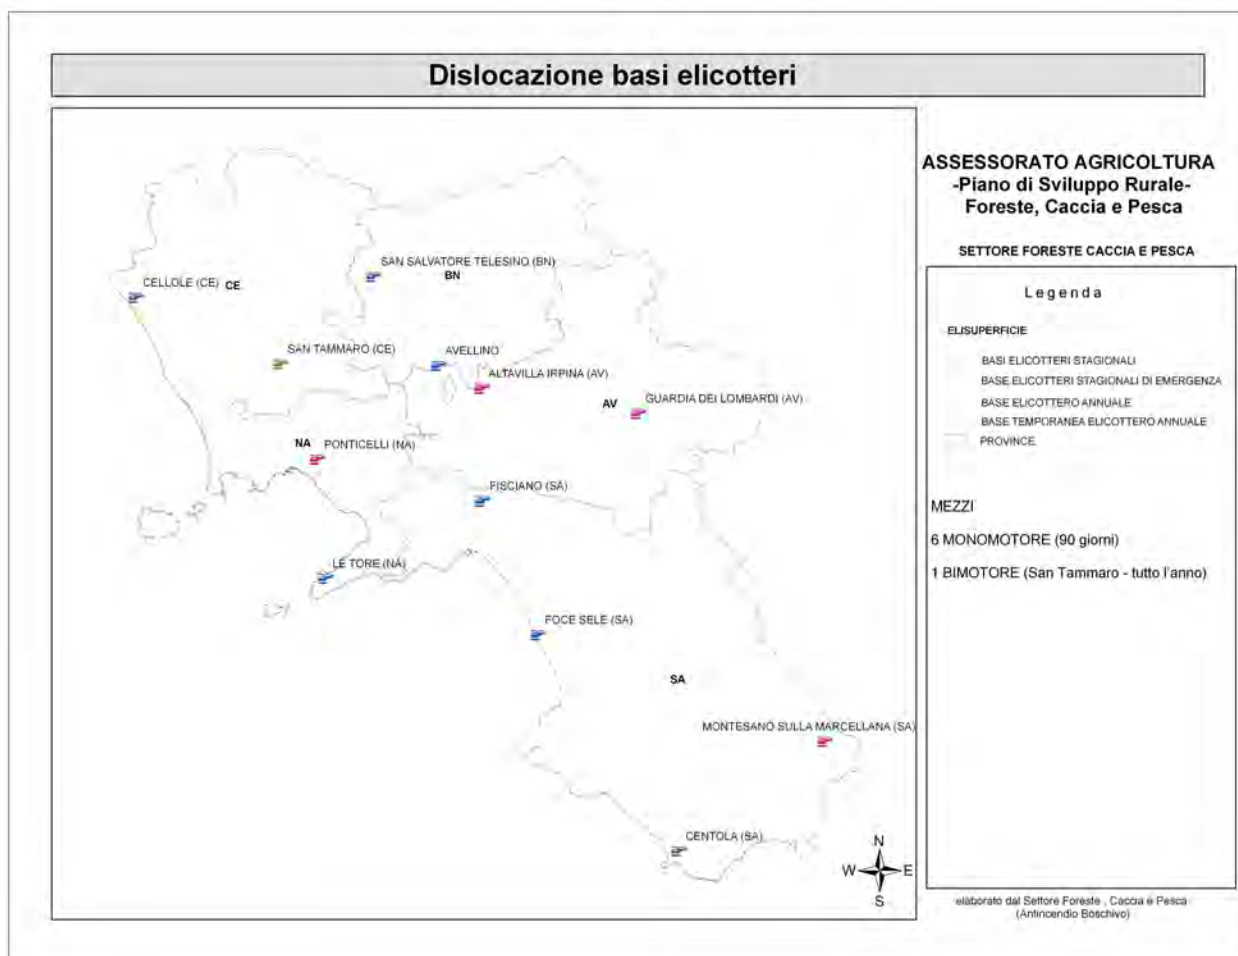 Dislocazione basi elicotteri
ASSESSORATO AGRICOLTURA
-Piano di Sviluppo Rurale-
Foreste, Caccia e Pesca
SETTORE FORESTE CACCIA E PESCA
SAN SALVATORE TELESINO (BN)
BN
CELLOLE (CE)
CE
SAN TAMMARO (CE)
AVELLINO
ALTAVILLA IRPINA (AV)
AV
GUARDIA DEI LOMBARDI (AV)
NA
PONTICELLI (NA)
FISCIANO (SA)
LE TORE (NA)
FOCE SELE (SA)
SA
MONTESANO SULLA MARCELLANA (SA)
CENTOLA (SA)
N
W
E
S
Legenda
ELISUPERFICIE
BASI ELICOTTERI STAGIONALI
BASE ELICOTTERI STAGIONALI DI EMERGENZA
BASE ELICOTTERO ANNUALE
BASE TEMPORANEA ELICOTTERO ANNUALE
PROVINCE
MEZZI
6 MONOMOTORE (90 giorni)
1 BIMOTORE (San Tammaro - tutto l'anno)
elaborato dal Settore Foreste , Caccia e Pesca
(Antincendio Boschivo)